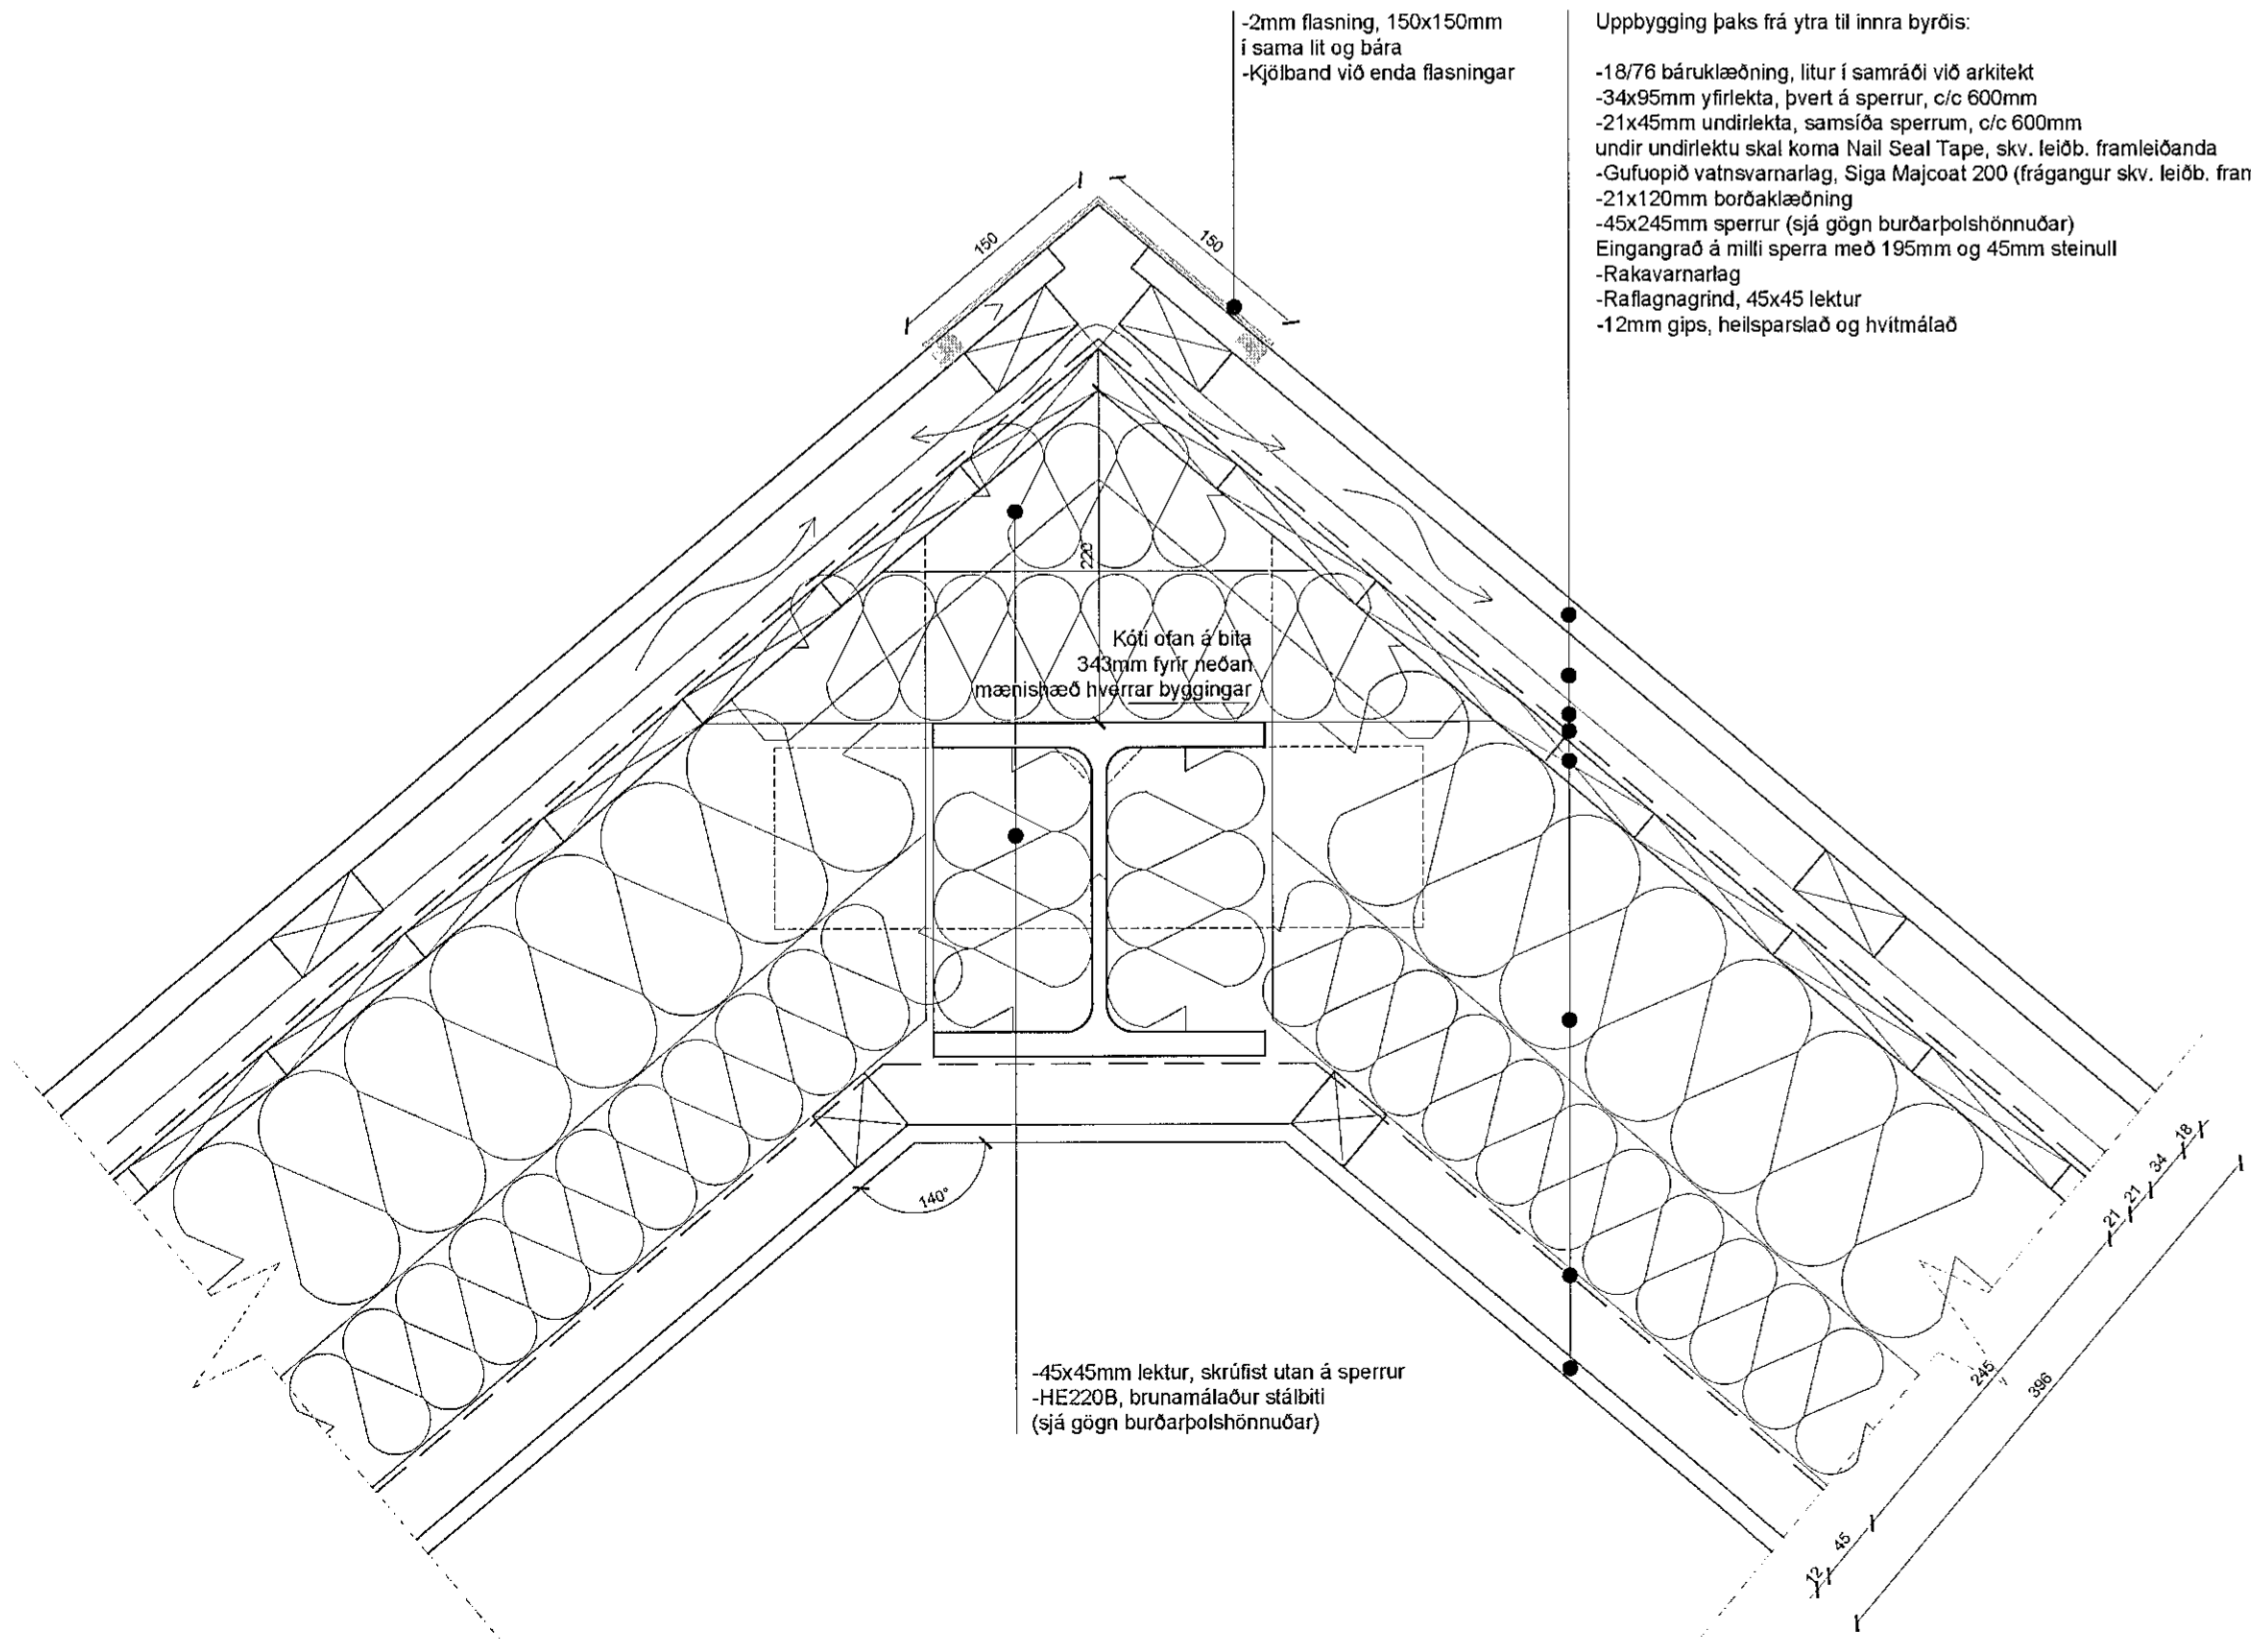 -2mm flasning, 150x150mm
í sama lit og bára
-Kjölband við enda flasningar
Uppbygging þaks frá ytra til innra byrðis:
-18/76 báruklæðning, litur í samráði við arkitekt
-34x95mm yfirlekta, þvert á sperrur, c/c 600mm
-21x45mm undirlekta, samsíða sperrum, c/c 600mm
undir undirlektu skal koma Nail Seal Tape, skv. leiðb. framleiðanda
-Gufuopið vatnsvarnarlag, Siga Majcoat 200 (frágangur skv. leiðb. fram
-21x120mm borðaklæðning
-45x245mm sperrur (sjá gögn burðarþolshönnuðar)
Eingangrað á milli sperra með 195mm og 45mm steinull
-Rakavarnarlag
-Raflagnagrind, 45x45 lektur
-12mm gips, heilsparslað og hvítmálað
150
150
220
Kóti ofan á bita
343mm fyrir neðan
mænishæð hverrar byggingar
140°
18
34
21
21
245
396
45
12
-45x45mm lektur, skrúfist utan á sperrur
-HE220B, brunamálaður stálbiti
(sjá gögn burðarþolshönnuðar)